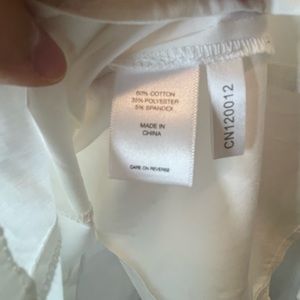 60% COTTON
35% POLYESTER
5% SPANDEX
MADE IN
CHINA
CARE ON REVERSE
CN120012